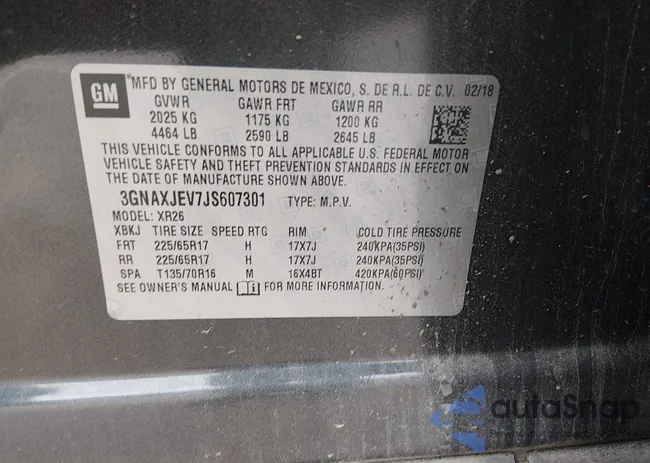 GM
*MFD BY GENERAL MOTORS DE MEXICO, S. DE R.L. DE C.V. 02/18
GVWR GAWR FRT GAWR RR
2025 KG 1175 KG 1200 KG
4464 LB 2590 LB 2645 LB
THIS VEHICLE CONFORMS TO ALL APPLICABLE U.S. FEDERAL MOTOR
VEHICLE SAFETY AND THEFT PREVENTION STANDARDS IN EFFECT ON
THE DATE OF MANUFACTURE SHOWN ABOVE.
3GNAXJEV7JS607301 TYPE: M.P.V.
MODEL: XR26
XBKJ TIRE SIZE SPEED RTG RIM COLD TIRE PRESSURE
FRT 225/65R17 H 17X7J 240KPA(35PSI)
RR 225/65R17 H 17X7J 240KPA(35PSI)
SPA T135/70R16 M 16X4BT 420KPA(60PSI)
SEE OWNER'S MANUAL FOR MORE INFORMATION.
autoSnap